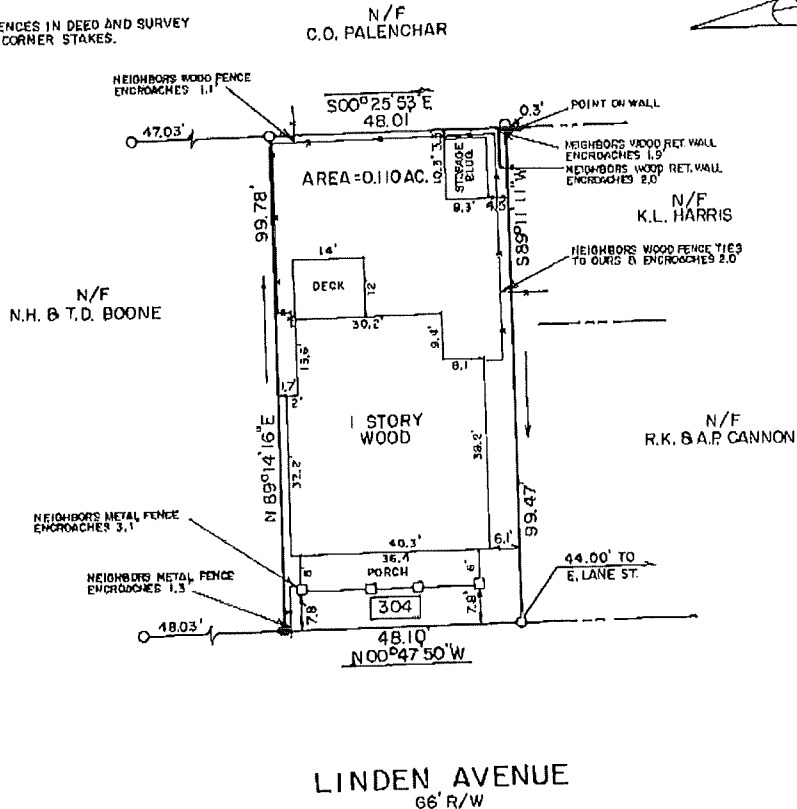 ENCES IN DEED AND SURVEY
CORNER STAKES.
N/F
C.O. PALENCHAR
NEIGHBORS WOOD FENCE
ENCROACHES 1.1'
S00°25'53"E
48.01
0.3'
POINT ON WALL
47.03'
NEIGHBORS WOOD RET. WALL
ENCROACHES 1.9'
NEIGHBORS WOOD RET. WALL
ENCROACHES 2.0'
AREA=0.110 AC.
10.3'
STORAGE
BLDG.
99.78'
S89°11'11"W
N/F
K.L. HARRIS
NEIGHBORS WOOD FENCE TIES
TO OURS & ENCROACHES 2.0'
14'
DECK
12'
N/F
N.H. & T.D. BOONE
30.2'
9.4'
8.1'
1.7'
2'
1 STORY
WOOD
N/F
R.K. & A.P. CANNON
N 89°14'16"E
99.47
NEIGHBORS METAL FENCE
ENCROACHES 3.1'
40.3'
6.1'
36.4
PORCH
44.00' TO
E. LANE ST.
NEIGHBORS METAL FENCE
ENCROACHES 1.3'
304
7.8
7.8'
48.03'
48.10'
N00°47'50"W
LINDEN AVENUE
66' R/W